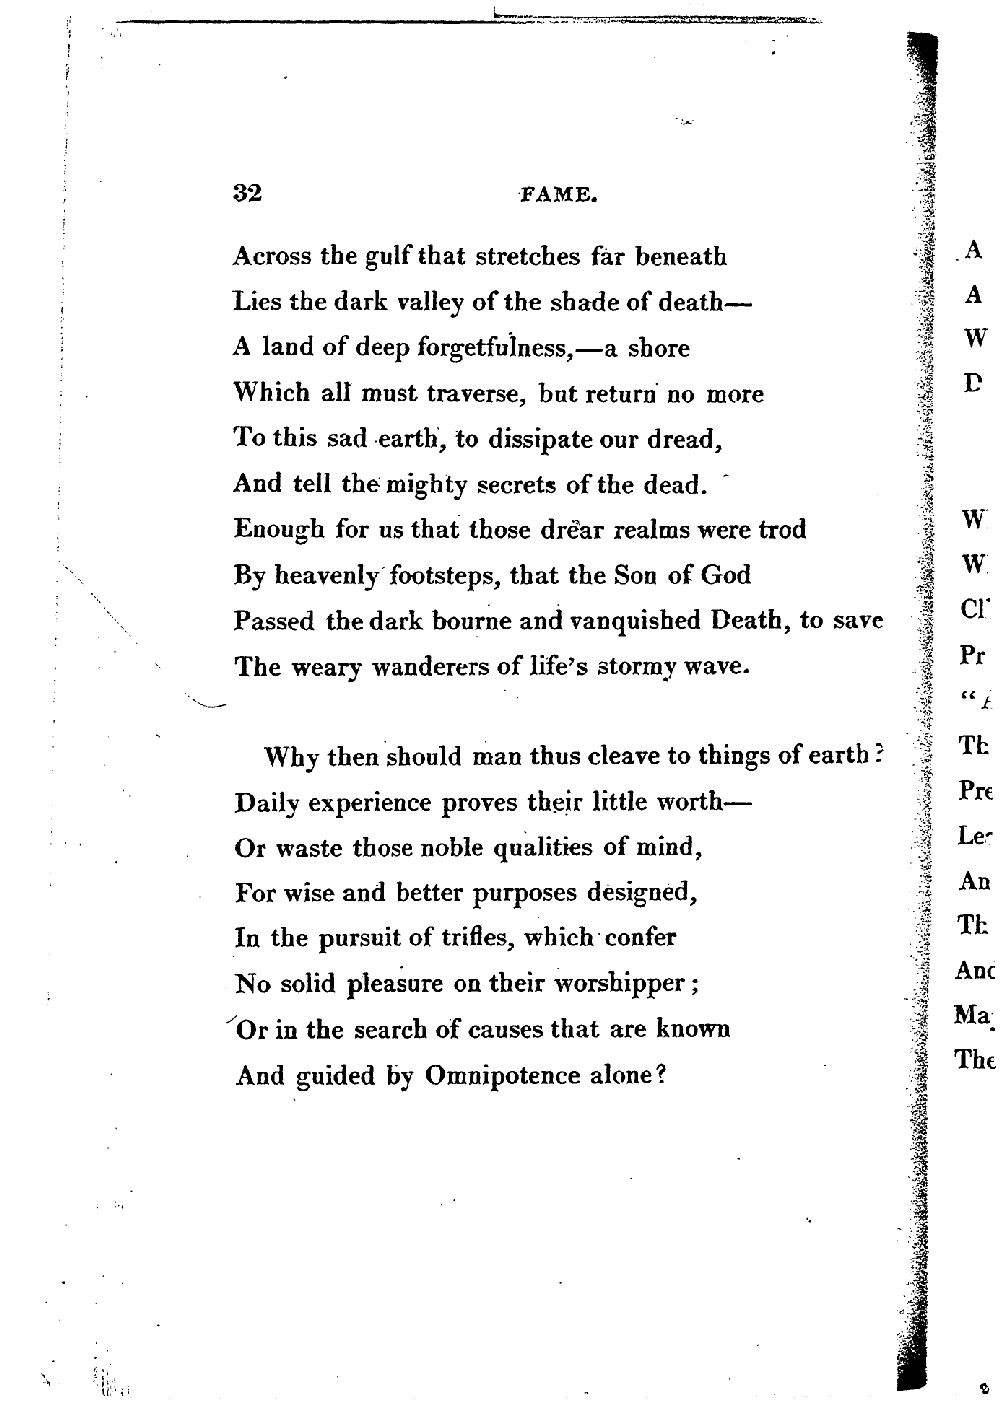 32 FAME.
Across the gulf that stretches far beneath
Lies the dark valley of the shade of death—
A land of deep forgetfulness,—a shore
Which all must traverse, but return no more
To this sad earth, to dissipate our dread,
And tell the mighty secrets of the dead.
Enough for us that those drear realms were trod
By heavenly footsteps, that the Son of God
Passed the dark bourne and vanquished Death, to save
The weary wanderers of life's stormy wave.
Why then should man thus cleave to things of earth?
Daily experience proves their little worth—
Or waste those noble qualities of mind,
For wise and better purposes designed,
In the pursuit of trifles, which confer
No solid pleasure on their worshipper;
Or in the search of causes that are known
And guided by Omnipotence alone?
A
A
W
D
W
W
Pr
Th
Pre
An
Th
And
The